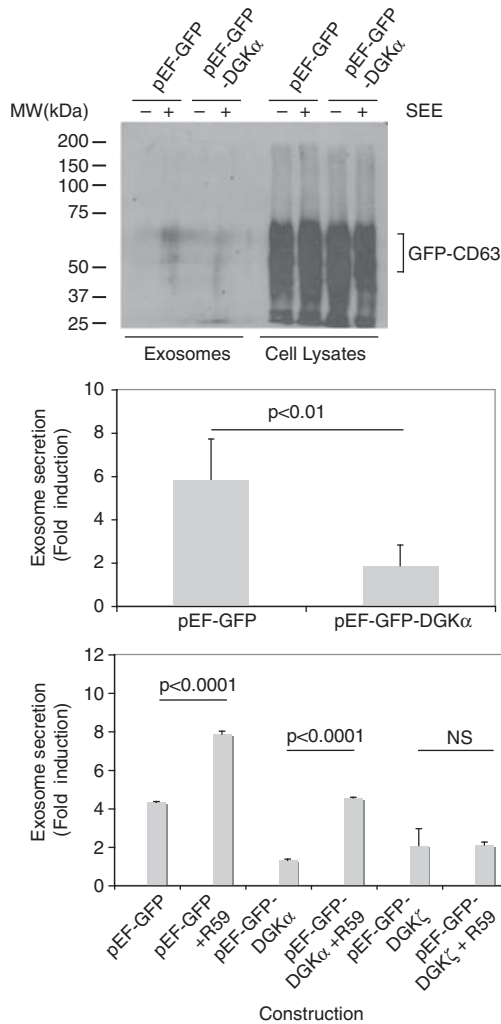 pEF-GFP
pEF-GFP
-DGKα
pEF-GFP
pEF-GFP
-DGKα
MW(kDa)
− + − + − + − + SEE
200
150
100
75
50
37
25
GFP-CD63
Exosomes
Cell Lysates
10
8
6
4
2
0
Exosome secretion
(Fold induction)
p<0.01
pEF-GFP
pEF-GFP-DGKα
12
10
8
6
4
2
0
Exosome secretion
(Fold induction)
p<0.0001
p<0.0001
NS
pEF-GFP
pEF-GFP
+R59
pEF-GFP-
DGKα
pEF-GFP-
DGKα +R59
pEF-GFP-
DGKζ
pEF-GFP-
DGKζ + R59
Construction